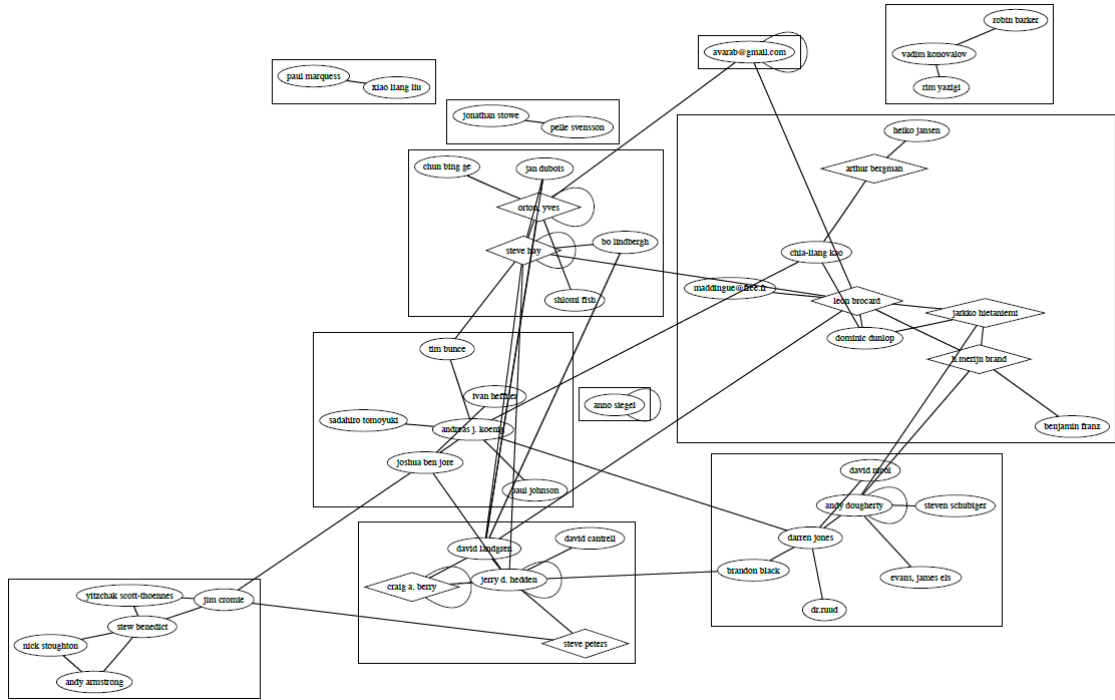 robin barker
avarab@gmail.com
vadim konovalov
paul marquess
xiao liang liu
rim yazigi
jonathan stowe
pelle svensson
heiko jansen
chun bing ge
jan dubois
arthur bergman
orton, yves
steve hay
bo lindbergh
chia-liang kao
maddingue@free.fr
shlomi fish
leon brocard
jarkko hietaniemi
dominic dunlop
tim bunce
h.merijn brand
ivan heffner
anno siegel
sadahiro tomoyuki
andreas j. koenig
benjamin franz
joshua ben jore
david nicol
paul johnson
andy dougherty
steven schubiger
david cantrell
darren jones
david landgren
brandon black
evans, james els
craig a. berry
jerry d. hedden
yitzchak scott-thoennes
jim cromie
dr.ruud
stew benedict
nick stoughton
steve peters
andy armstrong